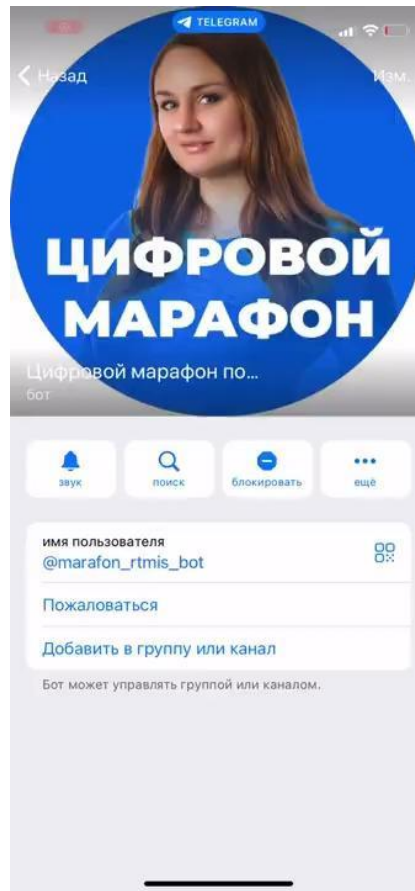 TELEGRAM
Назад
Изм.
ЦИФРОВОЙ
МАРАФОН
Цифровой марафон по...
бот
звук
поиск
блокировать
ещё
имя пользователя
@marafon_rtmis_bot
Пожаловаться
Добавить в группу или канал
Бот может управлять группой или каналом.